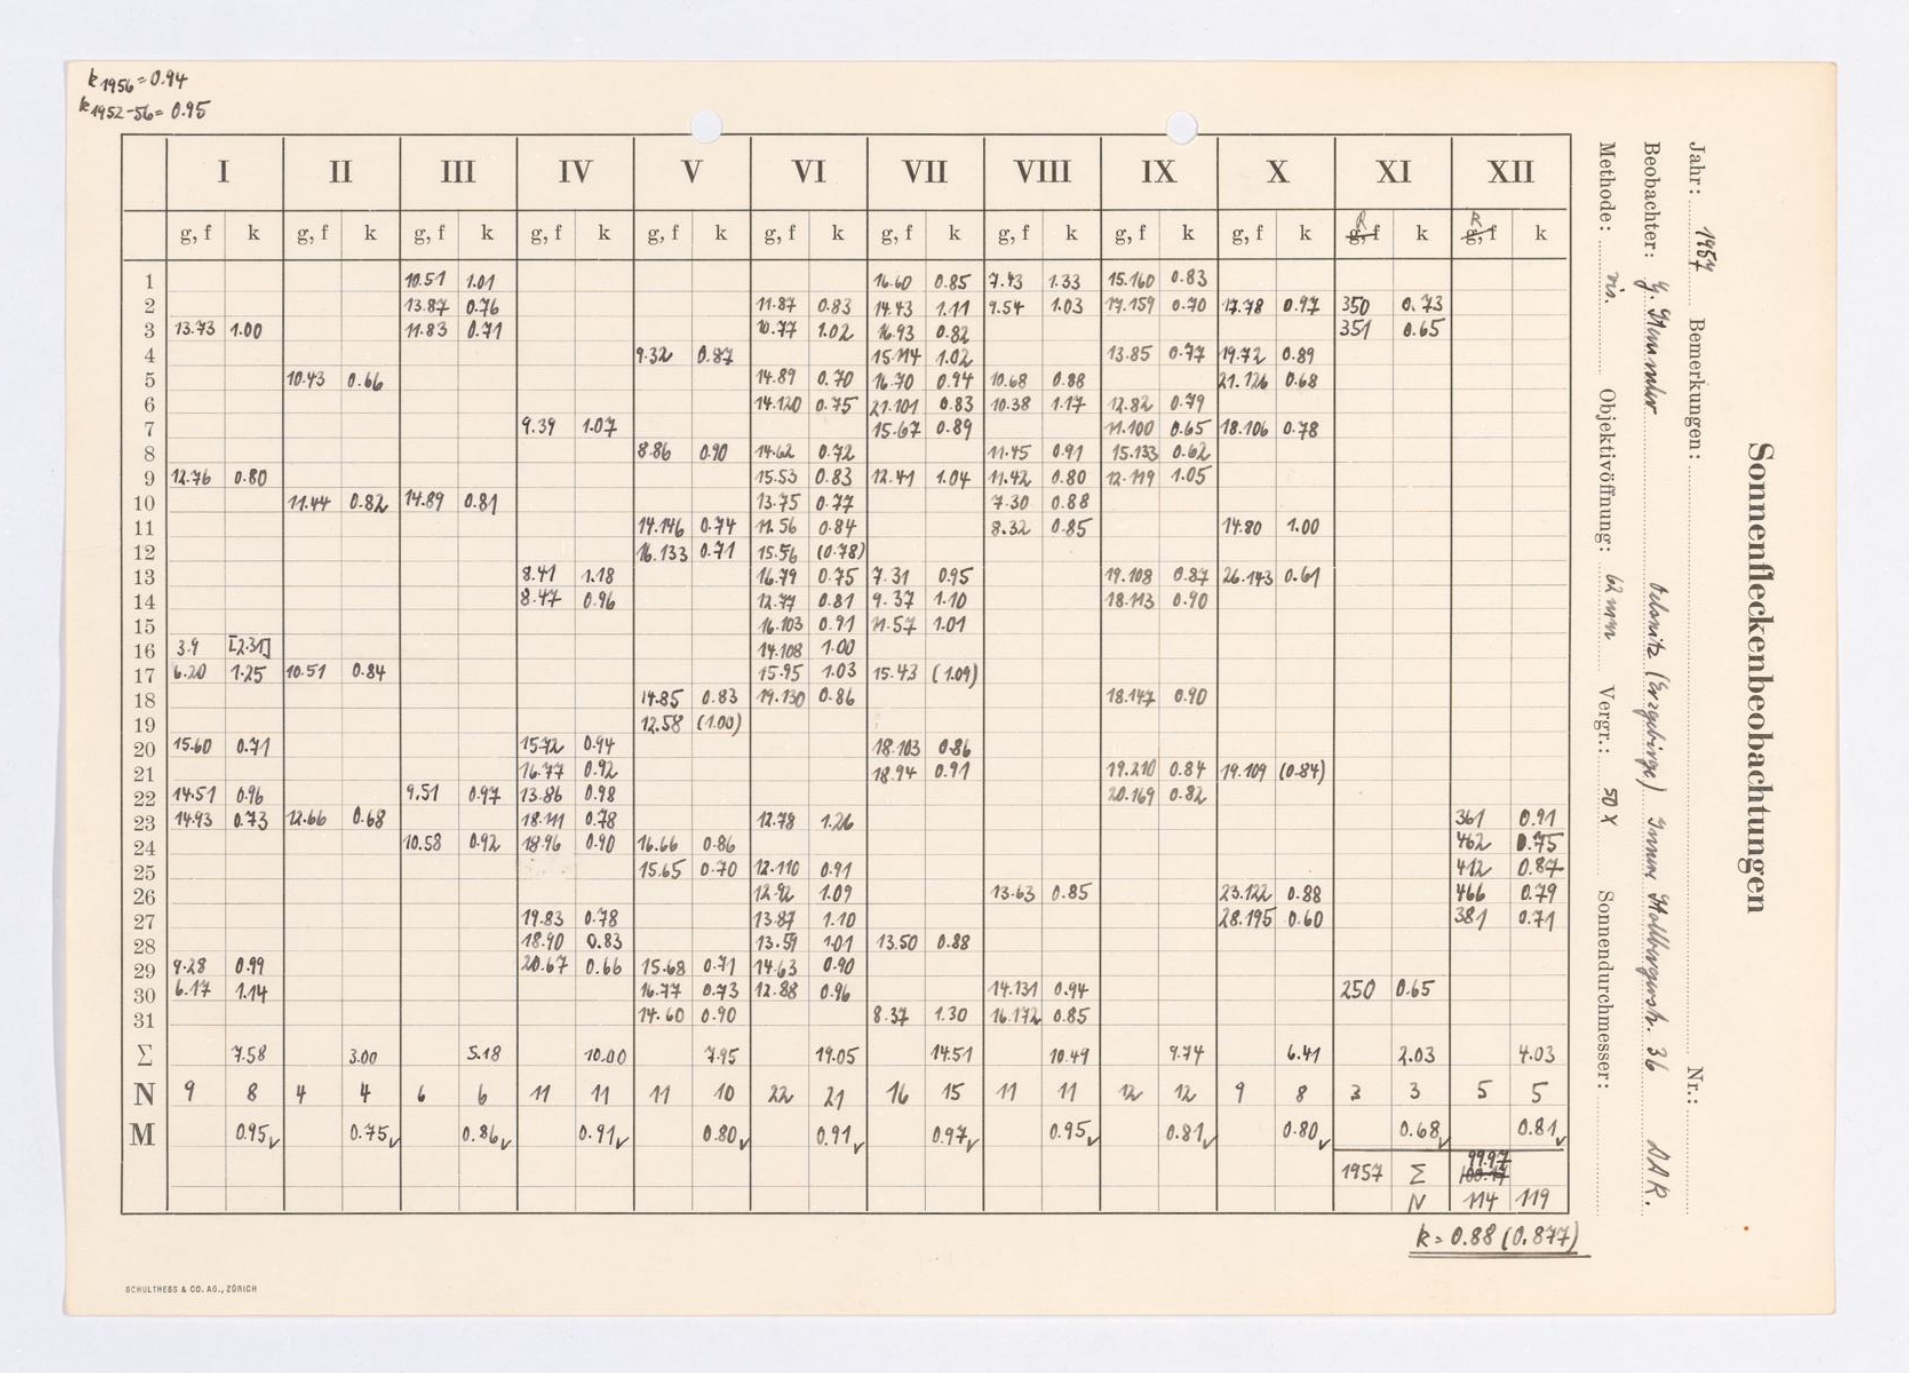 k 1956 = 0.94
k 1952-56 = 0.95
I II III IV V VI VII VIII IX X XI XII
g, f k g, f k g, f k g, f k g, f k g, f k g, f k g, f k g, f k g, f k R g, f k R g, f k
1 10.51 1.01 16.60 0.85 7.43 1.33 15.160 0.83
2 13.87 0.76 11.87 0.83 14.43 1.11 9.54 1.03 17.159 0.70 17.78 0.97 350 0.73
3 13.73 1.00 11.83 0.71 10.77 1.02 16.93 0.82 351 0.65
4 9.32 0.87 15.114 1.02 13.85 0.77 19.72 0.89
5 10.43 0.66 14.89 0.70 16.70 0.94 10.68 0.88 21.126 0.68
6 14.120 0.75 21.101 0.83 10.38 1.17 12.82 0.79
7 9.39 1.07 15.67 0.89 11.100 0.65 18.106 0.78
8 8.86 0.90 14.62 0.72 11.45 0.91 15.133 0.62
9 12.76 0.80 15.53 0.83 12.41 1.04 11.42 0.80 12.119 1.05
10 11.44 0.82 14.89 0.81 13.75 0.77 7.30 0.88
11 14.146 0.74 11.56 0.84 8.32 0.85 14.80 1.00
12 16.133 0.71 15.56 (0.78)
13 8.41 1.18 16.79 0.75 7.31 0.95 19.108 0.87 26.143 0.61
14 8.47 0.96 12.77 0.81 9.37 1.10 18.113 0.90
15 16.103 0.91 11.57 1.01
16 3.9 [2.31] 14.108 1.00
17 6.20 1.25 10.51 0.84 15.95 1.03 15.43 (1.09)
18 14.85 0.83 19.130 0.86 18.147 0.90
19 12.58 (1.00)
20 15.60 0.71 15.72 0.94 18.103 0.86
21 16.77 0.92 18.94 0.91 19.210 0.84 19.109 (0.84)
22 14.51 0.96 9.51 0.97 13.86 0.98 20.169 0.82
23 14.93 0.73 12.66 0.68 18.111 0.78 12.78 1.26 361 0.91
24 10.58 0.92 18.96 0.90 16.66 0.86 462 0.75
25 15.65 0.70 12.110 0.91 412 0.87
26 12.92 1.09 13.63 0.85 23.122 0.88 466 0.79
27 19.83 0.78 13.87 1.10 28.195 0.60 381 0.71
28 18.90 0.83 13.59 1.01 13.50 0.88
29 9.28 0.99 20.67 0.66 15.68 0.71 14.63 0.90
30 6.17 1.14 16.77 0.73 12.88 0.96 14.131 0.94 250 0.65
31 14.60 0.90 8.37 1.30 16.172 0.85
Σ 7.58 3.00 5.18 10.00 7.95 19.05 14.51 10.49 9.74 6.41 2.03 4.03
N 9 8 4 4 6 6 11 11 11 10 22 21 16 15 11 11 12 12 9 8 3 3 5 5
M 0.95✓ 0.75✓ 0.86✓ 0.91✓ 0.80✓ 0.91✓ 0.97✓ 0.95✓ 0.81✓ 0.80✓ 0.68✓ 0.81✓
1957 Σ 99.97
N 114 119
k = 0.88 (0.877)
SCHULTHESS & CO. AG., ZÜRICH
Sonnenfleckenbeobachtungen
Jahr: 1957 Bemerkungen: Nr.:
Beobachter: Oelsnitz (Erzgebirge) Innere Stollbergerstr. 36 DAR.
Methode: vis. Objektivöffnung: 62 mm Vergr.: 50 x Sonnendurchmesser: